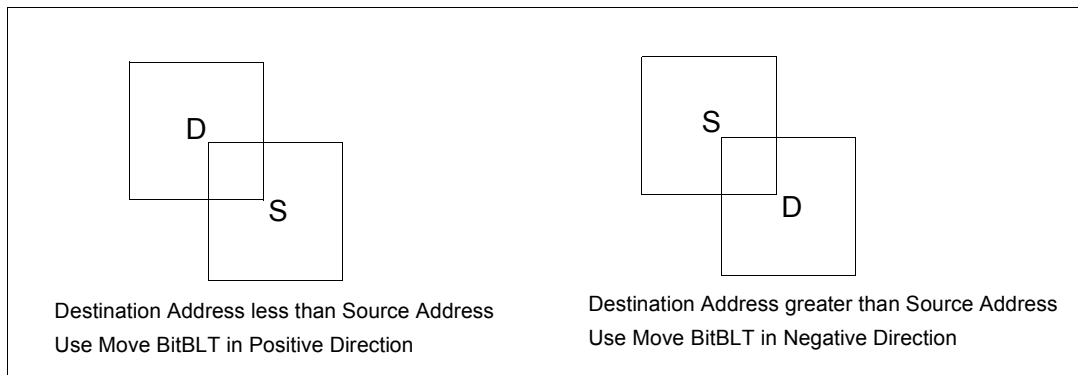 D
S
Destination Address less than Source Address
Use Move BitBLT in Positive Direction
S
D
Destination Address greater than Source Address
Use Move BitBLT in Negative Direction